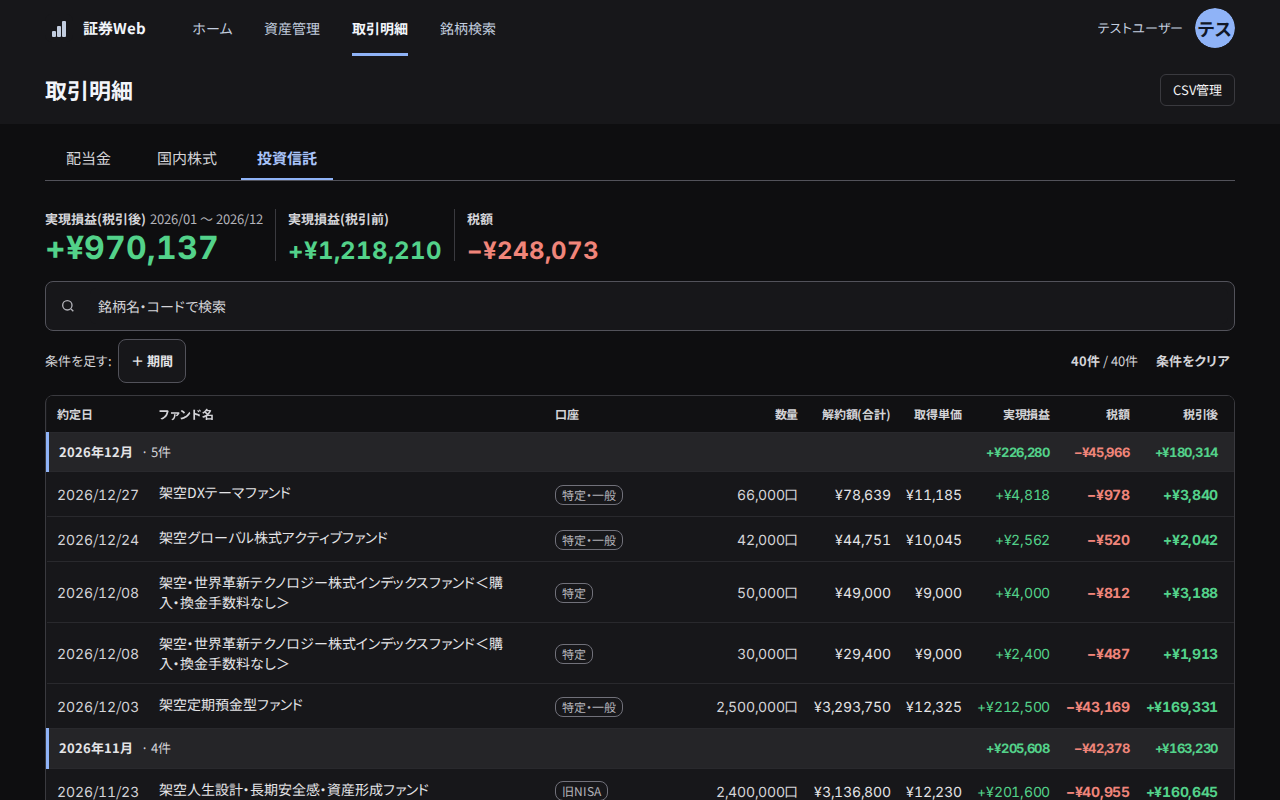 証券Web ホーム 資産管理 取引明細 銘柄検索 テストユーザー テス
取引明細 CSV管理
配当金 国内株式 投資信託
実現損益(税引後) 2026/01 〜 2026/12 実現損益(税引前) 税額
+¥970,137 +¥1,218,210 −¥248,073
銘柄名・コードで検索
条件を足す: ＋ 期間 40件 / 40件 条件をクリア
約定日 ファンド名 口座 数量 解約額(合計) 取得単価 実現損益 税額 税引後
2026年12月 · 5件 +¥226,280 −¥45,966 +¥180,314
2026/12/27 架空DXテーマファンド 特定・一般 66,000口 ¥78,639 ¥11,185 +¥4,818 −¥978 +¥3,840
2026/12/24 架空グローバル株式アクティブファンド 特定・一般 42,000口 ¥44,751 ¥10,045 +¥2,562 −¥520 +¥2,042
2026/12/08 架空・世界革新テクノロジー株式インデックスファンド＜購入・換金手数料なし＞ 特定 50,000口 ¥49,000 ¥9,000 +¥4,000 −¥812 +¥3,188
2026/12/08 架空・世界革新テクノロジー株式インデックスファンド＜購入・換金手数料なし＞ 特定 30,000口 ¥29,400 ¥9,000 +¥2,400 −¥487 +¥1,913
2026/12/03 架空定期預金型ファンド 特定・一般 2,500,000口 ¥3,293,750 ¥12,325 +¥212,500 −¥43,169 +¥169,331
2026年11月 · 4件 +¥205,608 −¥42,378 +¥163,230
2026/11/23 架空人生設計・長期安全感・資産形成ファンド 旧NISA 2,400,000口 ¥3,136,800 ¥12,230 +¥201,600 −¥40,955 +¥160,645